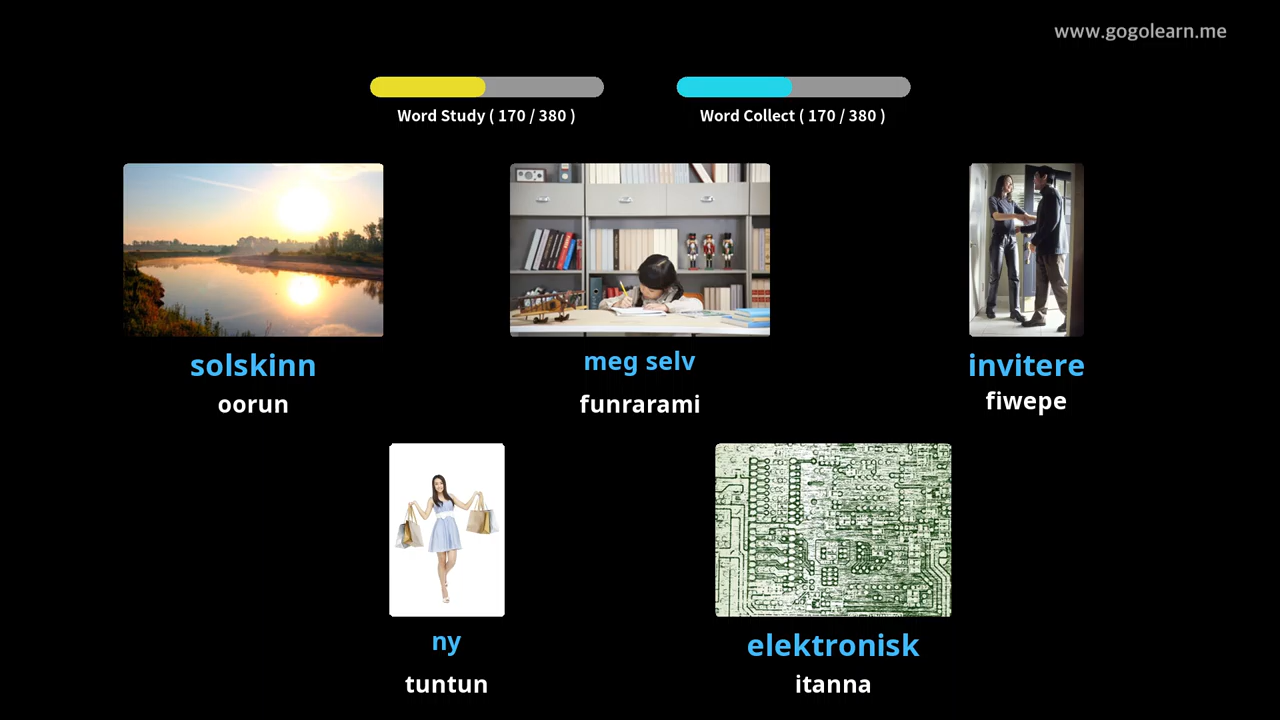 www.gogolearn.me
Word Study ( 170 / 380 )
Word Collect ( 170 / 380 )
solskinn
oorun
meg selv
funrarami
invitere
fiwepe
ny
tuntun
elektronisk
itanna